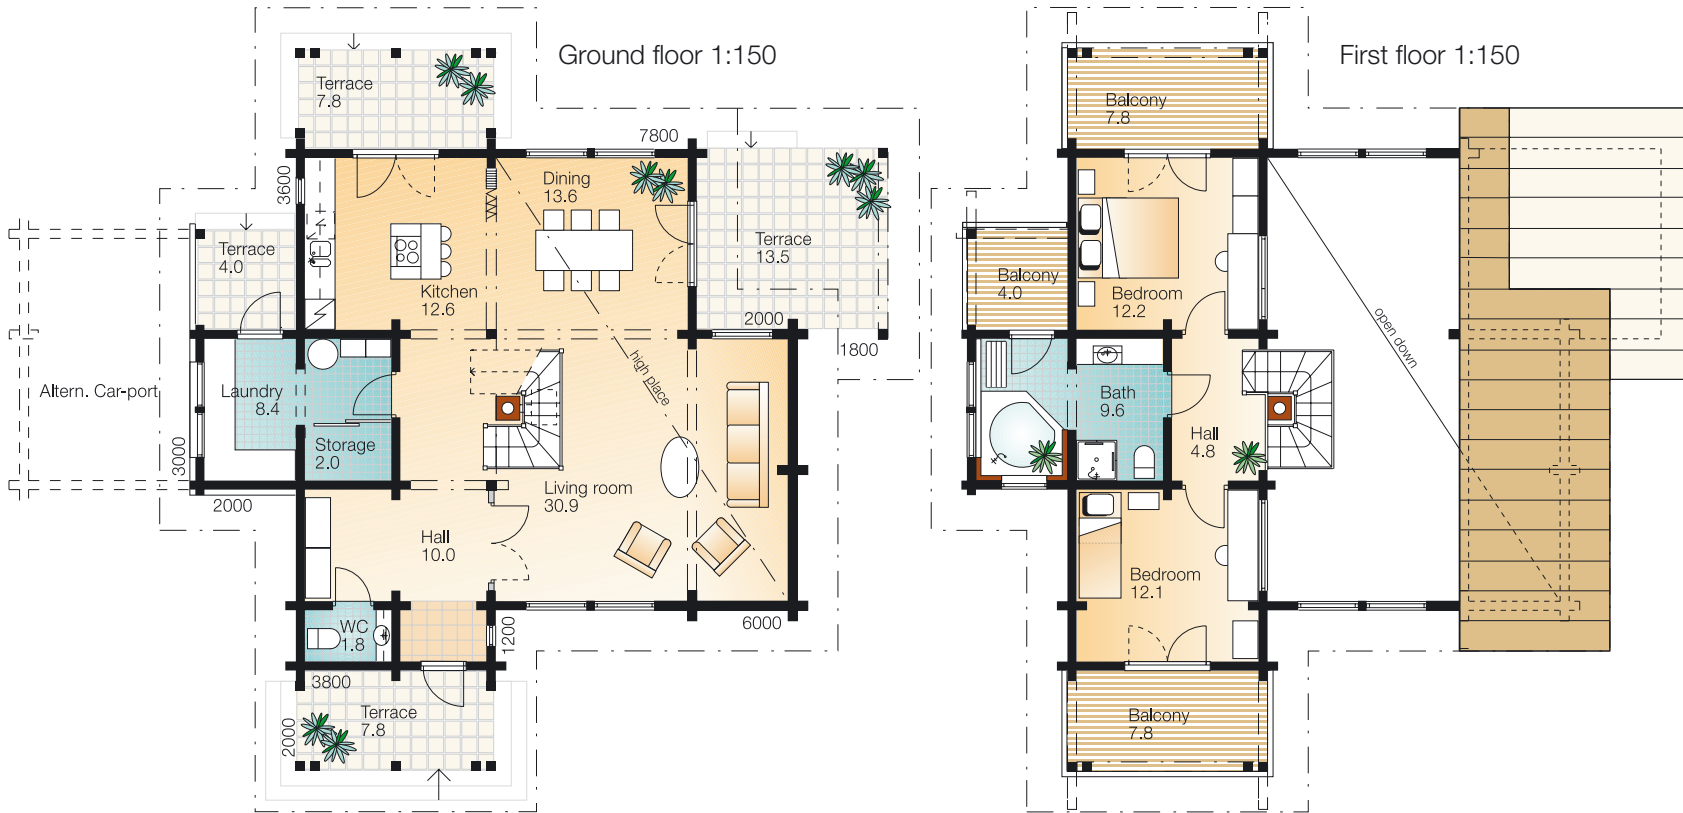 Ground floor 1:150
Terrace
7.8
7800
3600
Dining
13.6
Terrace
4.0
Terrace
13.5
Kitchen
12.6
2000
1800
high place
Altern. Car-port
Laundry
8.4
Storage
2.0
3000
2000
Living room
30.9
Hall
10.0
WC
1.8
1200
6000
3800
Terrace
7.8
2000
First floor 1:150
Balcony
7.8
Balcony
4.0
Bedroom
12.2
open down
Bath
9.6
Hall
4.8
Bedroom
12.1
Balcony
7.8